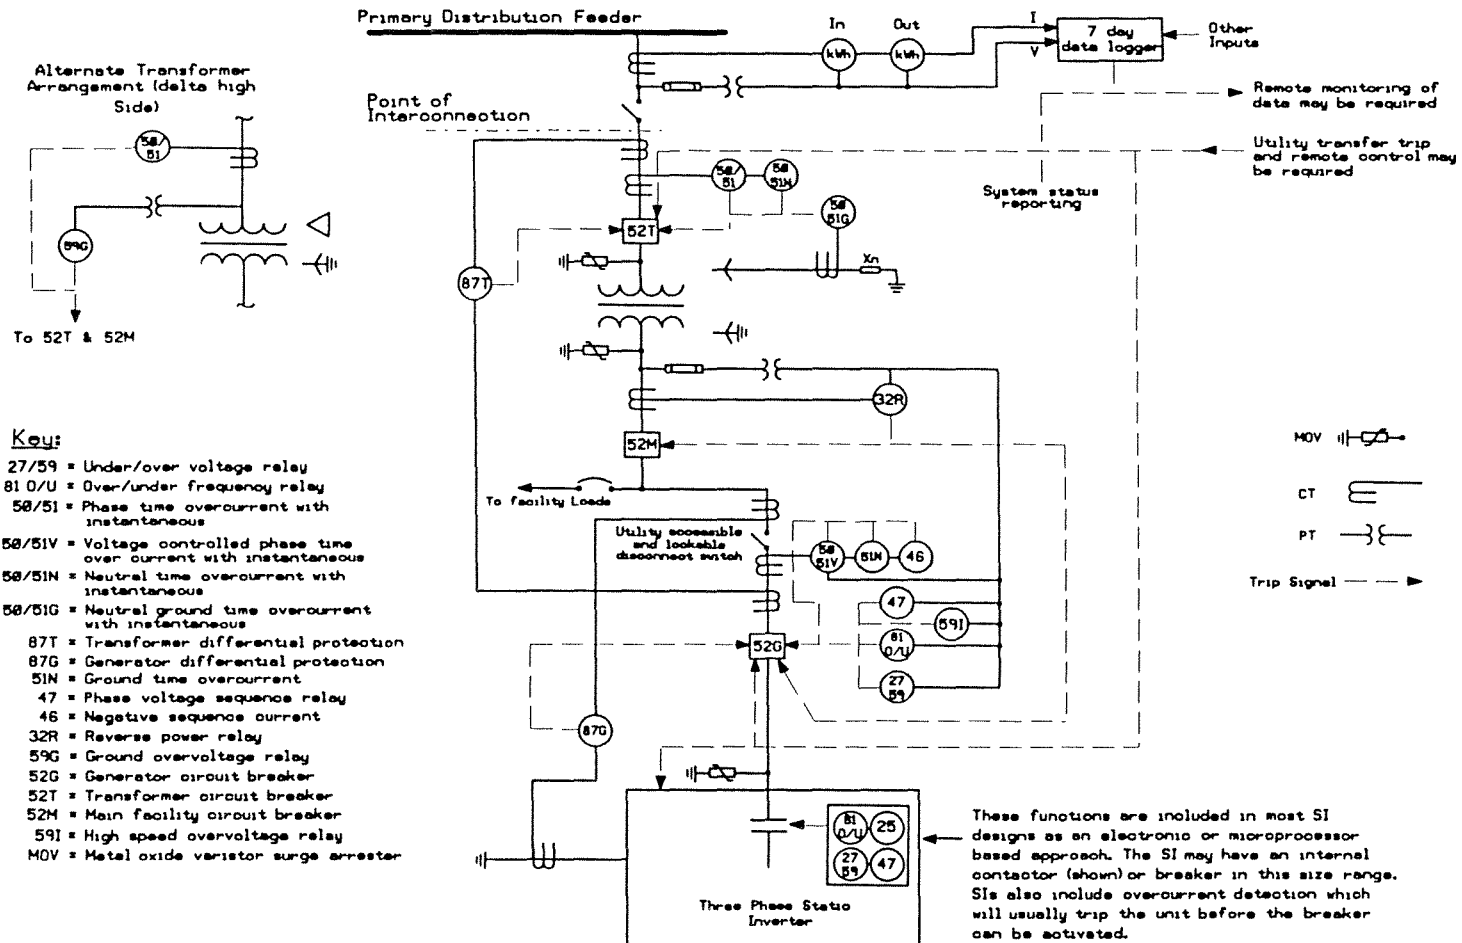 Primary Distribution Feeder
In
Out
kWh
kWh
I
V
7 day
data logger
Other
Inputs
Remote monitoring of
data may be required
Utility transfer trip
and remote control may
be required
System status
reporting
Alternate Transformer
Arrangement (delta high
Side)
50/
51
59G
To 52T & 52M
Point of
Interconnection
50/
51
50
51N
50
51G
52T
87T
Xn
32R
52M
To facility Loads
Utility accessible
and lockable
disconnect switch
50
51V
51N
46
47
59I
81
O/U
27
59
52G
87G
MOV
CT
PT
Trip Signal
Key:
27/59 = Under/over voltage relay
81 O/U = Over/under frequency relay
50/51 = Phase time overcurrent with
instantaneous
50/51V = Voltage controlled phase time
over current with instantaneous
50/51N = Neutral time overcurrent with
instantaneous
50/51G = Neutral ground time overcurrent
with instantaneous
87T = Transformer differential protection
87G = Generator differential protection
51N = Ground time overcurrent
47 = Phase voltage sequence relay
46 = Negative sequence current
32R = Reverse power relay
59G = Ground overvoltage relay
52G = Generator circuit breaker
52T = Transformer circuit breaker
52M = Main facility circuit breaker
59I = High speed overvoltage relay
MOV = Metal oxide varistor surge arrester
81
O/U
25
27
59
47
Three Phase Static
Inverter
These functions are included in most SI
designs as an electronic or microprocessor
based approach. The SI may have an internal
contactor (shown) or breaker in this size range.
SIs also include overcurrent detection which
will usually trip the unit before the breaker
can be activated.